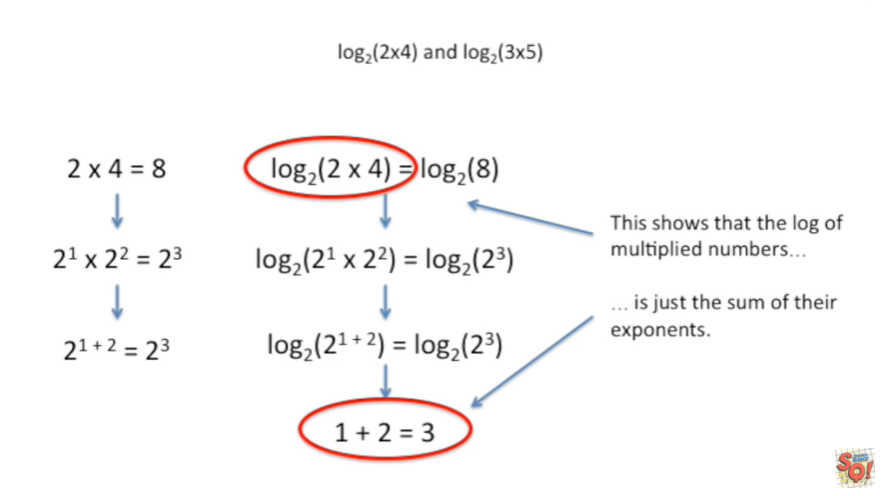 log₂(2x4) and log₂(3x5)
2 x 4 = 8
2¹ x 2² = 2³
2¹ ⁺ ² = 2³
log₂(2 x 4) = log₂(8)
log₂(2¹ x 2²) = log₂(2³)
log₂(2¹ ⁺ ²) = log₂(2³)
1 + 2 = 3
This shows that the log of
multiplied numbers...
... is just the sum of their
exponents.
SQ!